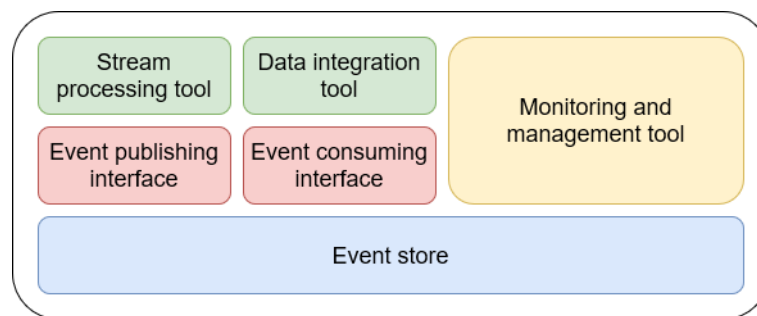 Stream
processing tool
Data integration
tool
Monitoring and
management tool
Event publishing
interface
Event consuming
interface
Event store